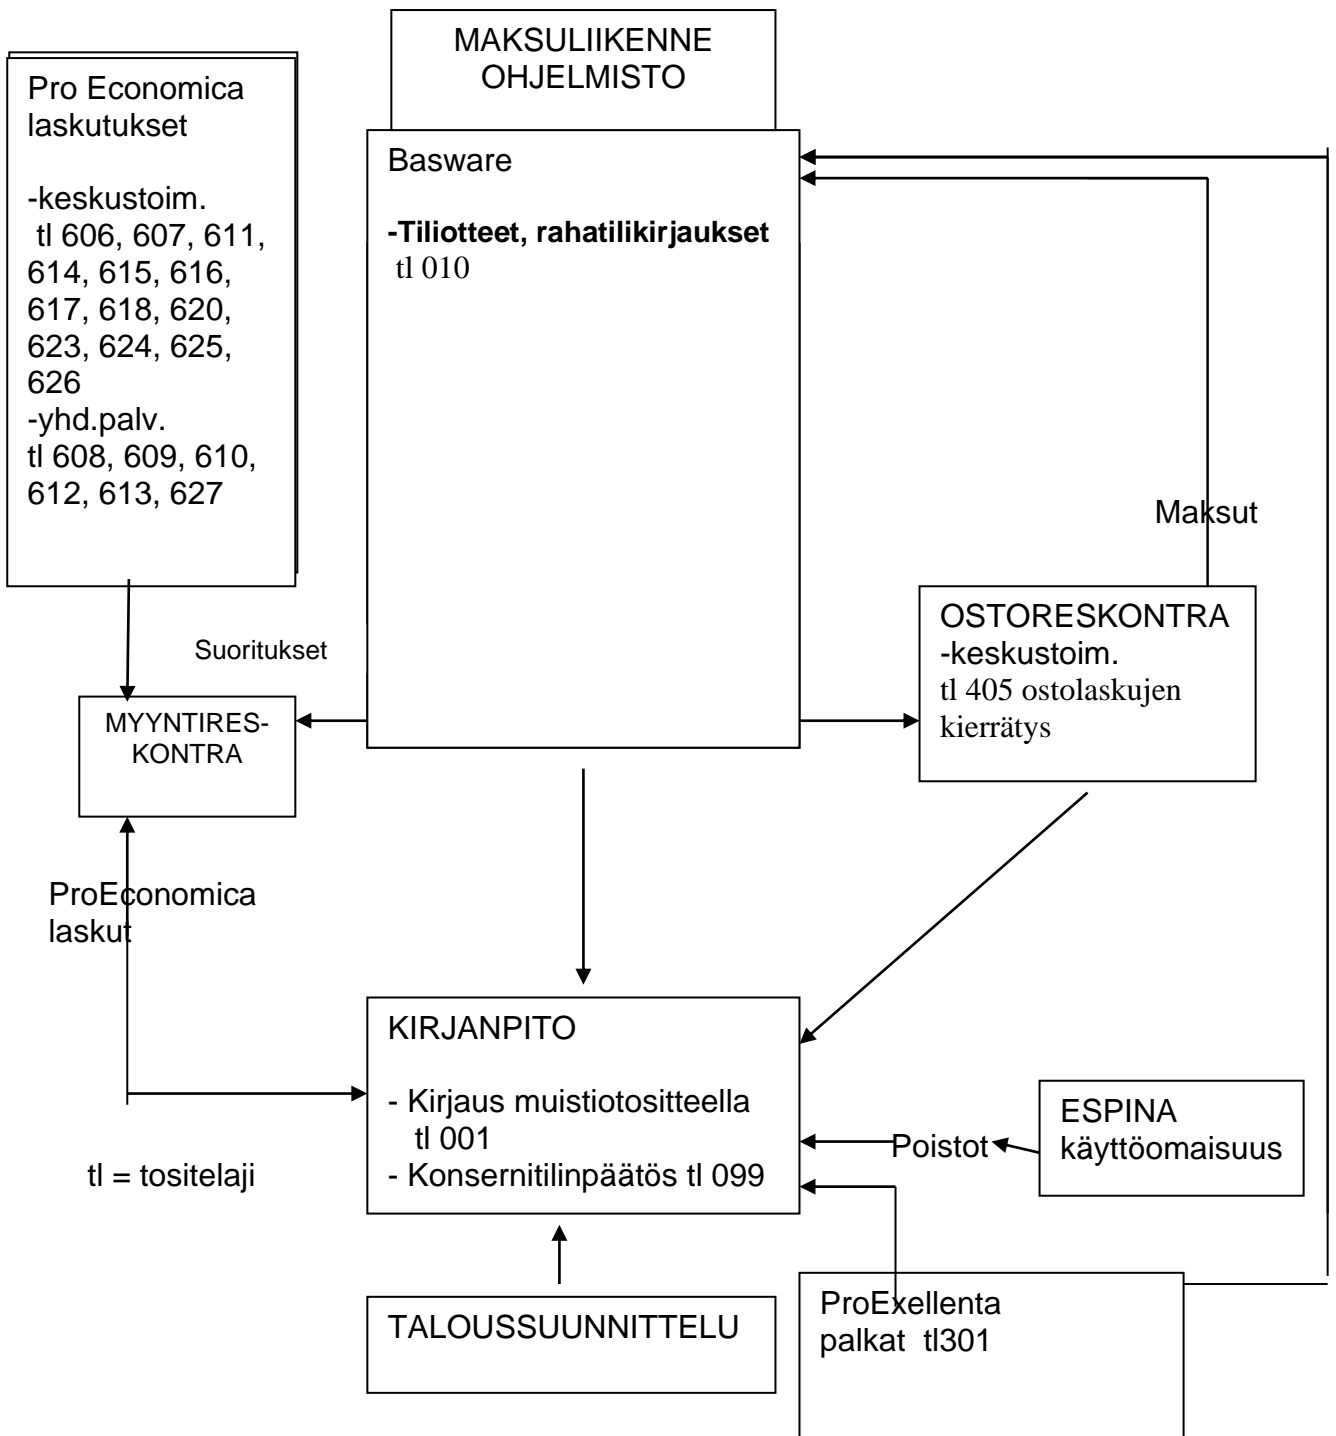 MAKSULIIKENNE
OHJELMISTO
Pro Economica
laskutukset
-keskustoim.
tl 606, 607, 611,
614, 615, 616,
617, 618, 620,
623, 624, 625,
626
-yhd.palv.
tl 608, 609, 610,
612, 613, 627
Basware
-Tiliotteet, rahatilikirjaukset
tl 010
Maksut
OSTORESKONTRA
-keskustoim.
tl 405 ostolaskujen
kierrätys
Suoritukset
MYYNTIRES-
KONTRA
ProEconomica
laskut
KIRJANPITO
- Kirjaus muistiotositteella
tl 001
- Konsernitilinpäätös tl 099
Poistot
ESPINA
käyttöomaisuus
tl = tositelaji
TALOUSSUUNNITTELU
ProExellenta
palkat tl301